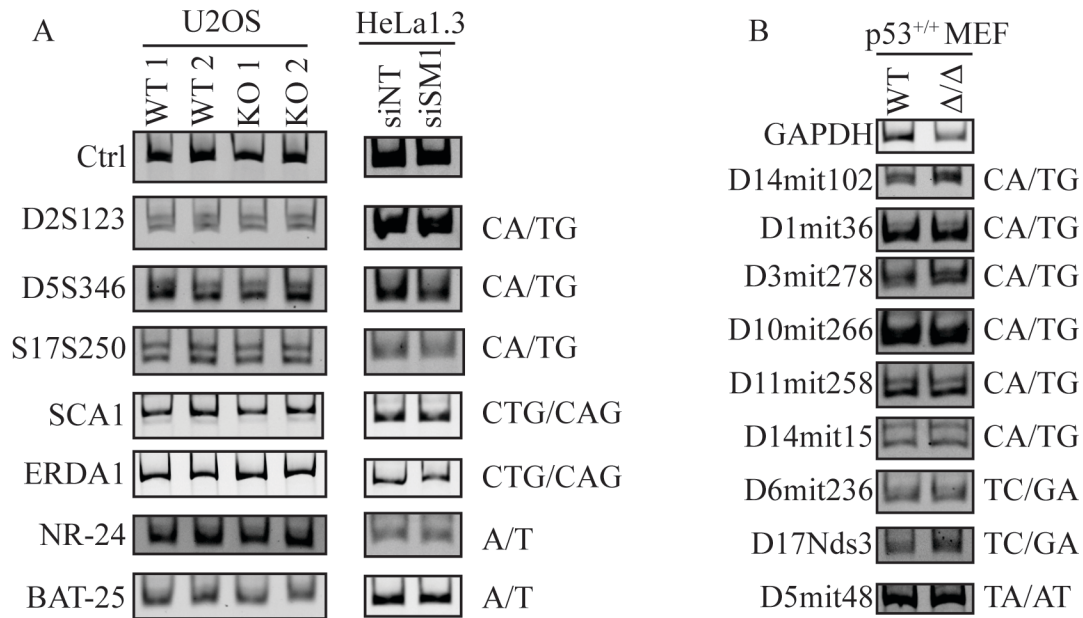 A
U2OS
HeLa1.3
WT 1
WT 2
KO 1
KO 2
siNT
siSM1
Ctrl
D2S123
CA/TG
D5S346
CA/TG
S17S250
CA/TG
SCA1
CTG/CAG
ERDA1
CTG/CAG
NR-24
A/T
BAT-25
A/T
B
p53+/+ MEF
WT
Δ/Δ
GAPDH
D14mit102
CA/TG
D1mit36
CA/TG
D3mit278
CA/TG
D10mit266
CA/TG
D11mit258
CA/TG
D14mit15
CA/TG
D6mit236
TC/GA
D17Nds3
TC/GA
D5mit48
TA/AT